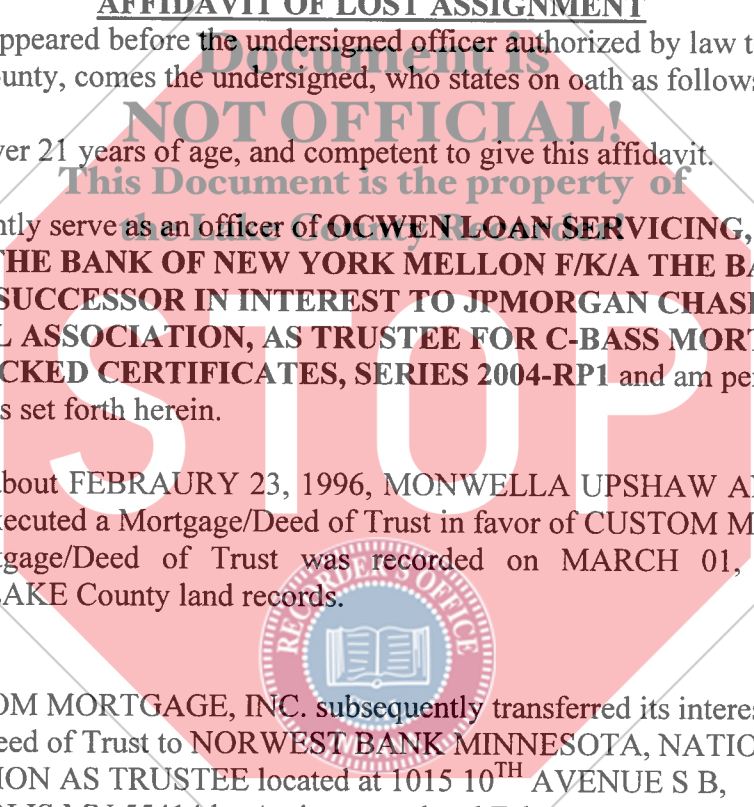 AFFIDAVIT OF LOST ASSIGNMENT
ppeared before the undersigned officer authorized by law t
ounty, comes the undersigned, who states on oath as follows
Document is
NOT OFFICIAL!
ver 21 years of age, and competent to give this affidavit.
This Document is the property of
the Lake County Recorder!
ntly serve as an officer of OCWEN LOAN SERVICING,
THE BANK OF NEW YORK MELLON F/K/A THE BA
SUCCESSOR IN INTEREST TO JPMORGAN CHASE
L ASSOCIATION, AS TRUSTEE FOR C-BASS MORT
CKED CERTIFICATES, SERIES 2004-RP1 and am per
s set forth herein.
STOP
about FEBRAURY 23, 1996, MONWELLA UPSHAW A
xecuted a Mortgage/Deed of Trust in favor of CUSTOM M
tgage/Deed of Trust was recorded on MARCH 01,
LAKE County land records.
RECORDER'S OFFICE
OM MORTGAGE, INC. subsequently transferred its interes
eed of Trust to NORWEST BANK MINNESOTA, NATIO
ION AS TRUSTEE located at 1015 10TH AVENUE S B,